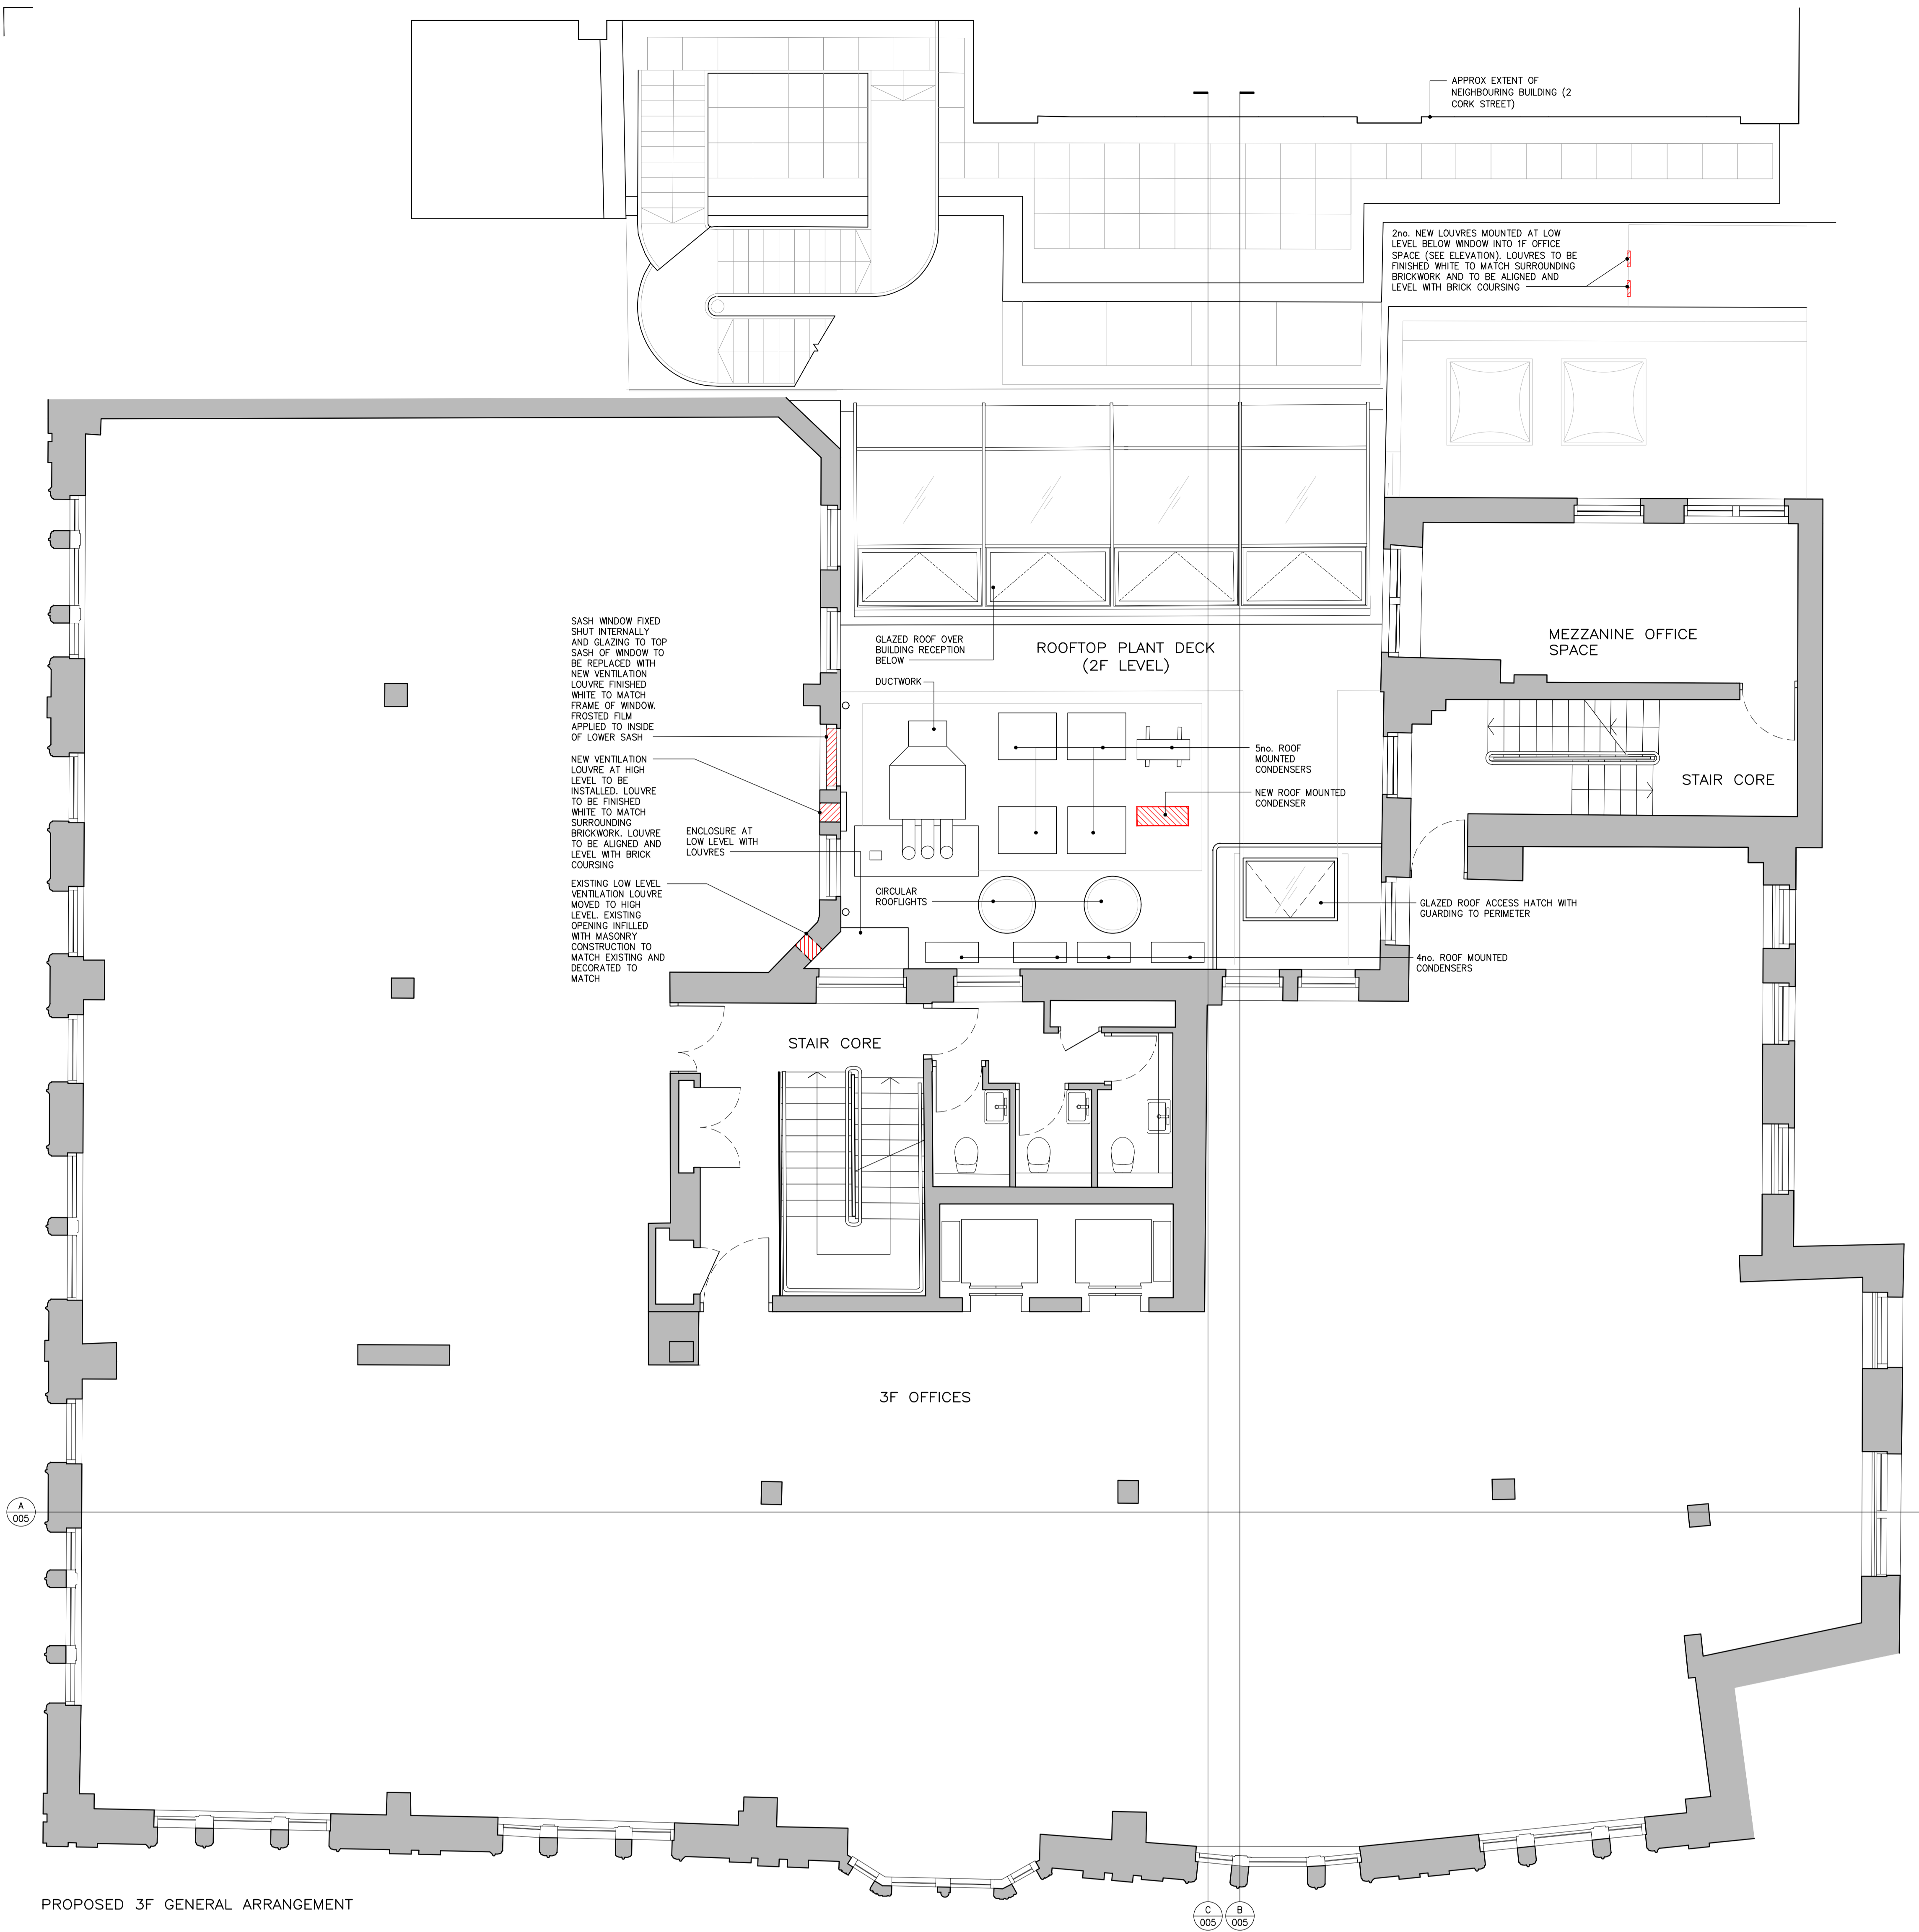 APPROX EXTENT OF
NEIGHBOURING BUILDING (2
CORK STREET)
2no. NEW LOUVRES MOUNTED AT LOW
LEVEL BELOW WINDOW INTO 1F OFFICE
SPACE (SEE ELEVATION). LOUVRES TO BE
FINISHED WHITE TO MATCH SURROUNDING
BRICKWORK AND TO BE ALIGNED AND
LEVEL WITH BRICK COURSING
SASH WINDOW FIXED
SHUT INTERNALLY
AND GLAZING TO TOP
SASH OF WINDOW TO
BE REPLACED WITH
NEW VENTILATION
LOUVRE FINISHED
WHITE TO MATCH
FRAME OF WINDOW.
FROSTED FILM
APPLIED TO INSIDE
OF LOWER SASH
GLAZED ROOF OVER
BUILDING RECEPTION
BELOW
ROOFTOP PLANT DECK
(2F LEVEL)
MEZZANINE OFFICE
SPACE
DUCTWORK
NEW VENTILATION
LOUVRE AT HIGH
LEVEL TO BE
INSTALLED. LOUVRE
TO BE FINISHED
WHITE TO MATCH
SURROUNDING
BRICKWORK. LOUVRE
TO BE ALIGNED AND
LEVEL WITH BRICK
COURSING
5no. ROOF
MOUNTED
CONDENSERS
STAIR CORE
NEW ROOF MOUNTED
CONDENSER
ENCLOSURE AT
LOW LEVEL WITH
LOUVRES
EXISTING LOW LEVEL
VENTILATION LOUVRE
MOVED TO HIGH
LEVEL. EXISTING
OPENING INFILLED
WITH MASONRY
CONSTRUCTION TO
MATCH EXISTING AND
DECORATED TO
MATCH
CIRCULAR
ROOFLIGHTS
GLAZED ROOF ACCESS HATCH WITH
GUARDING TO PERIMETER
4no. ROOF MOUNTED
CONDENSERS
STAIR CORE
3F OFFICES
A
005
PROPOSED 3F GENERAL ARRANGEMENT
C
005
B
005